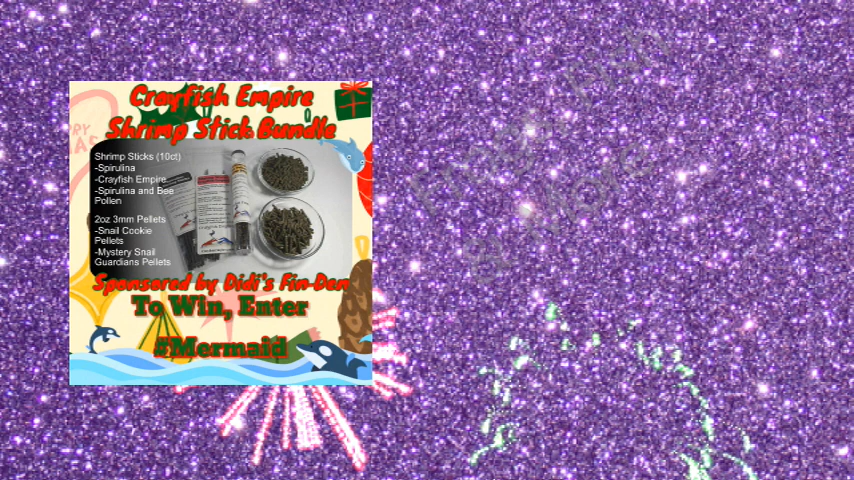 Crayfish Empire
Shrimp Stick Bundle
Shrimp Sticks (10ct)
-Spirulina
-Crayfish Empire
-Spirulina and Bee
Pollen
2oz 3mm Pellets
-Snail Cookie
Pellets
-Mystery Snail
Guardians Pellets
Sponsored by Didi's Fin-Den
To Win, Enter
#Mermaid